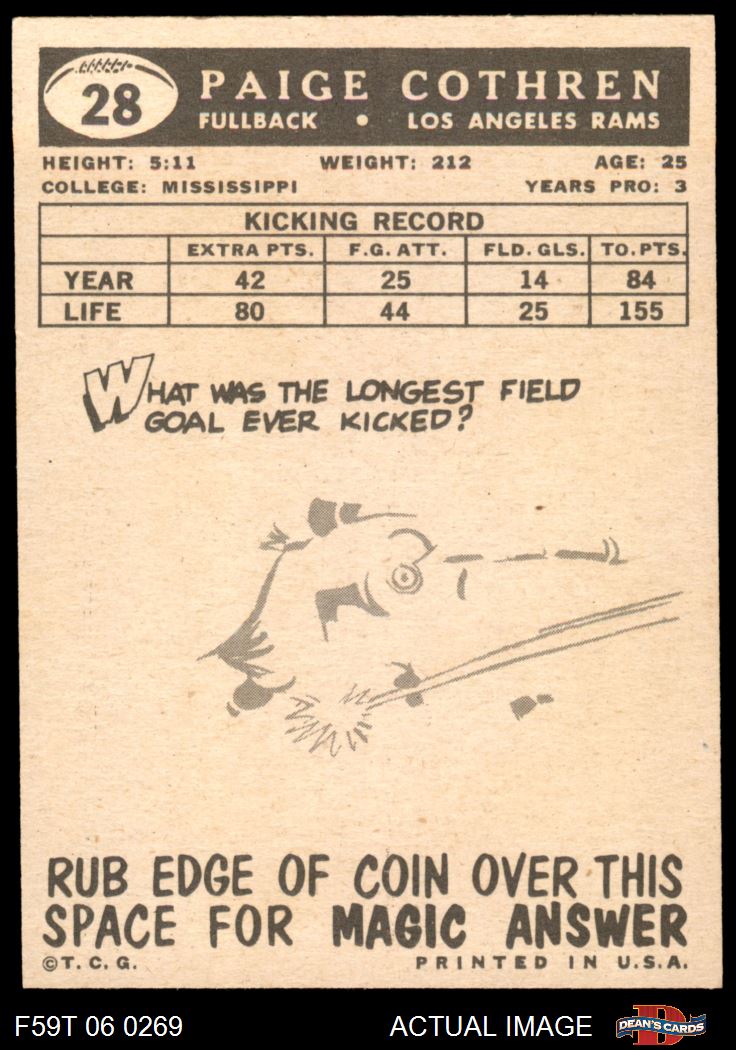 28
PAIGE COTHREN
FULLBACK • LOS ANGELES RAMS
HEIGHT: 5:11 WEIGHT: 212 AGE: 25
COLLEGE: MISSISSIPPI YEARS PRO: 3
KICKING RECORD
EXTRA PTS. F.G. ATT. FLD. GLS. TO. PTS.
YEAR 42 25 14 84
LIFE 80 44 25 155
WHAT WAS THE LONGEST FIELD
GOAL EVER KICKED?
RUB EDGE OF COIN OVER THIS
SPACE FOR MAGIC ANSWER
©T. C. G. PRINTED IN U.S.A.
F59T 06 0269 ACTUAL IMAGE D DEAN'S CARDS